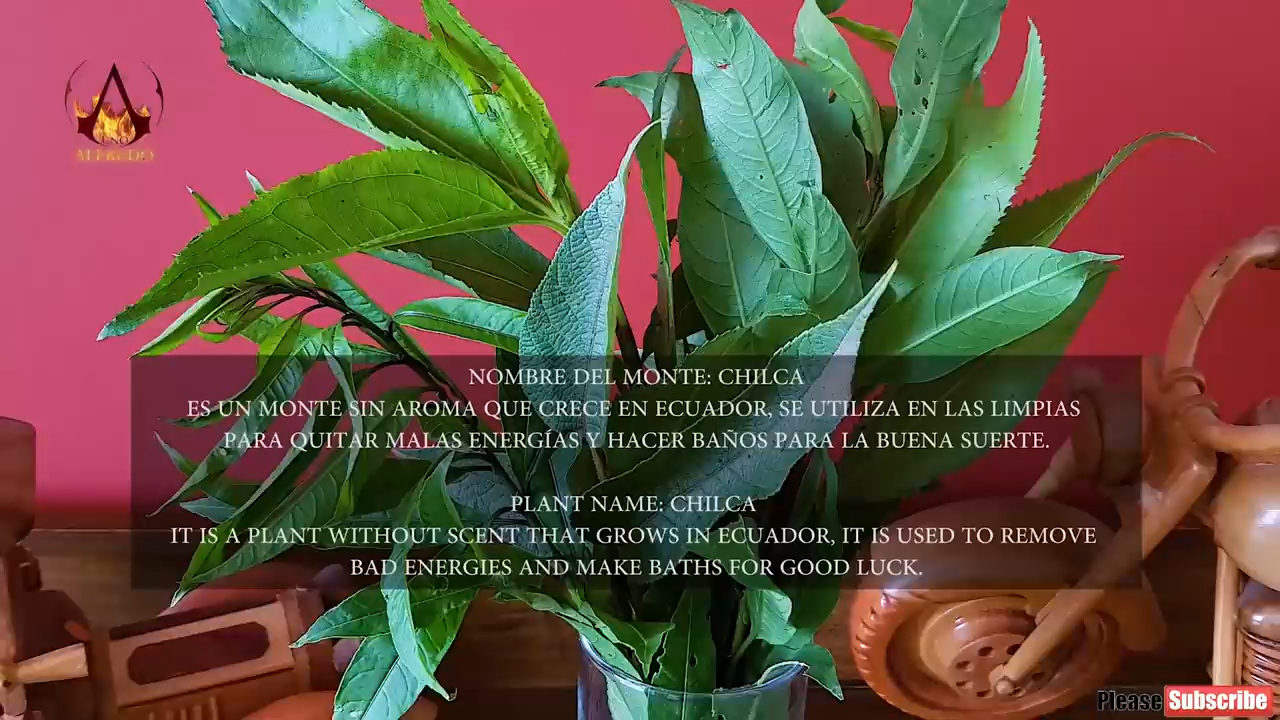 UNO
ALFREDO
NOMBRE DEL MONTE: CHILCA
ES UN MONTE SIN AROMA QUE CRECE EN ECUADOR, SE UTILIZA EN LAS LIMPIAS
PARA QUITAR MALAS ENERGÍAS Y HACER BAÑOS PARA LA BUENA SUERTE.
PLANT NAME: CHILCA
IT IS A PLANT WITHOUT SCENT THAT GROWS IN ECUADOR, IT IS USED TO REMOVE
BAD ENERGIES AND MAKE BATHS FOR GOOD LUCK.
Please Subscribe